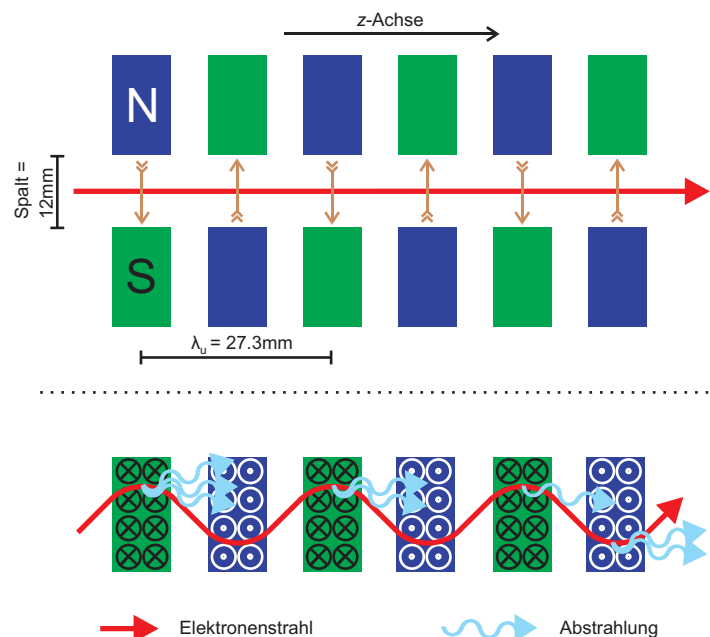 z-Achse
N
Spalt =
12mm
S
λu = 27.3mm
Elektronenstrahl
Abstrahlung